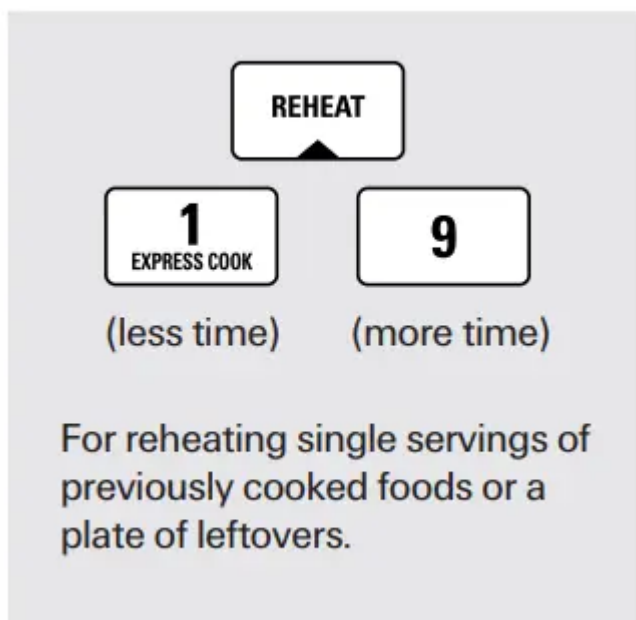 REHEAT
1 9
EXPRESS COOK
(less time) (more time)
For reheating single servings of
previously cooked foods or a
plate of leftovers.